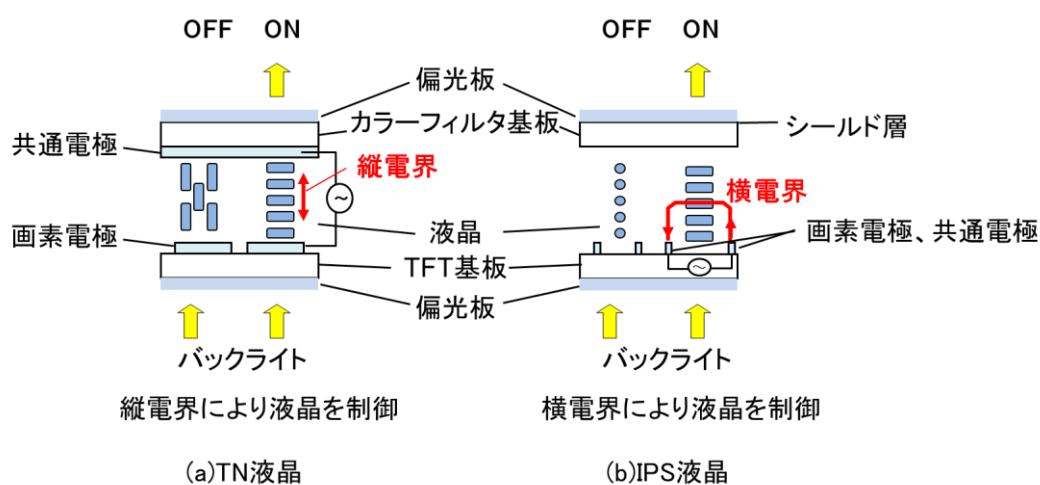 OFF ON
OFF ON
偏光板
カラーフィルタ基板
シールド層
共通電極
縦電界
横電界
液晶
画素電極
画素電極、共通電極
TFT基板
偏光板
バックライト
バックライト
縦電界により液晶を制御
横電界により液晶を制御
(a)TN液晶
(b)IPS液晶